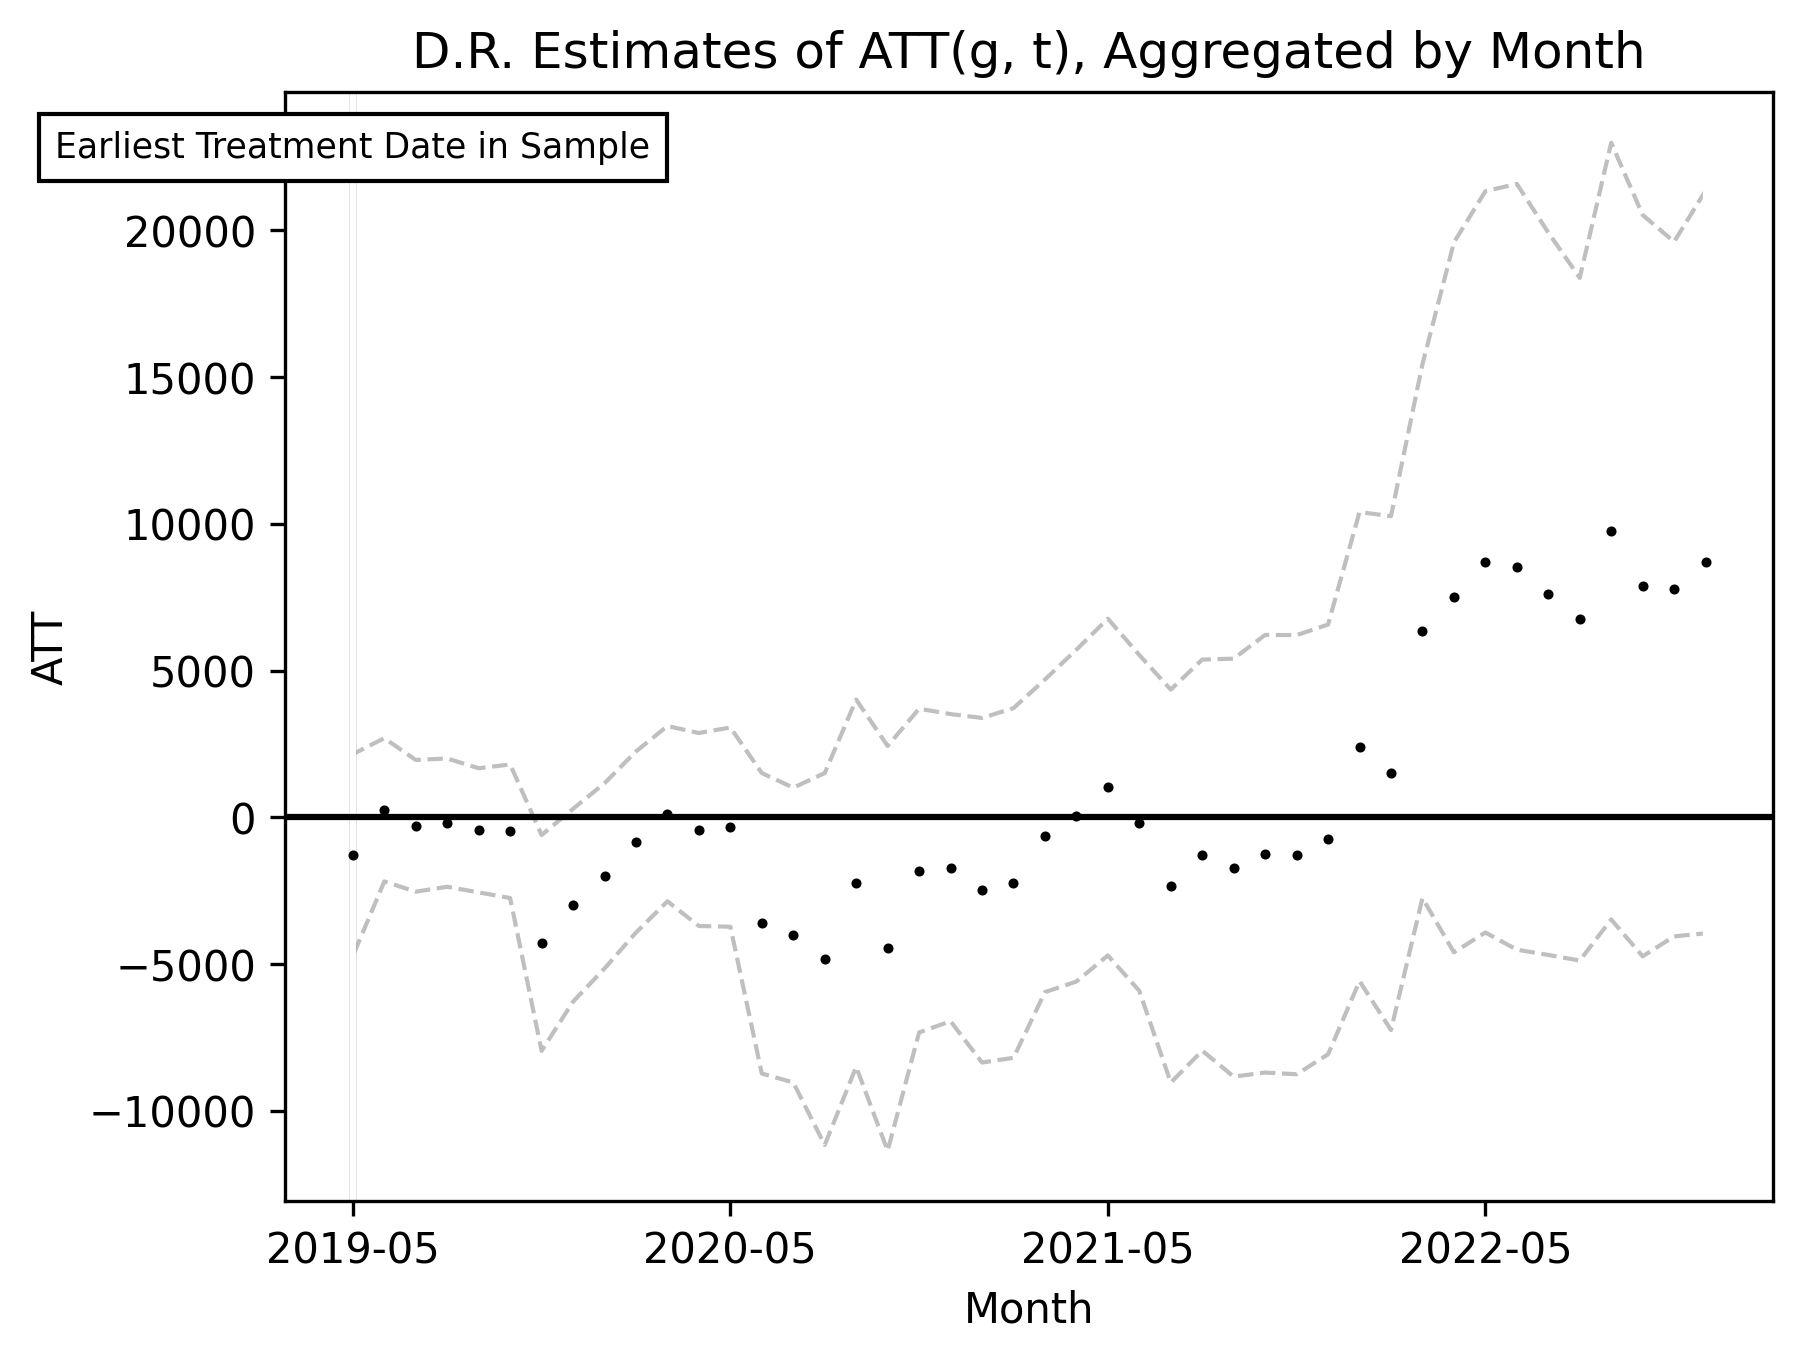 D.R. Estimates of ATT(g, t), Aggregated by Month
Earliest Treatment Date in Sample
20000
15000
10000
5000
0
−5000
−10000
ATT
2019-05
2020-05
2021-05
2022-05
Month